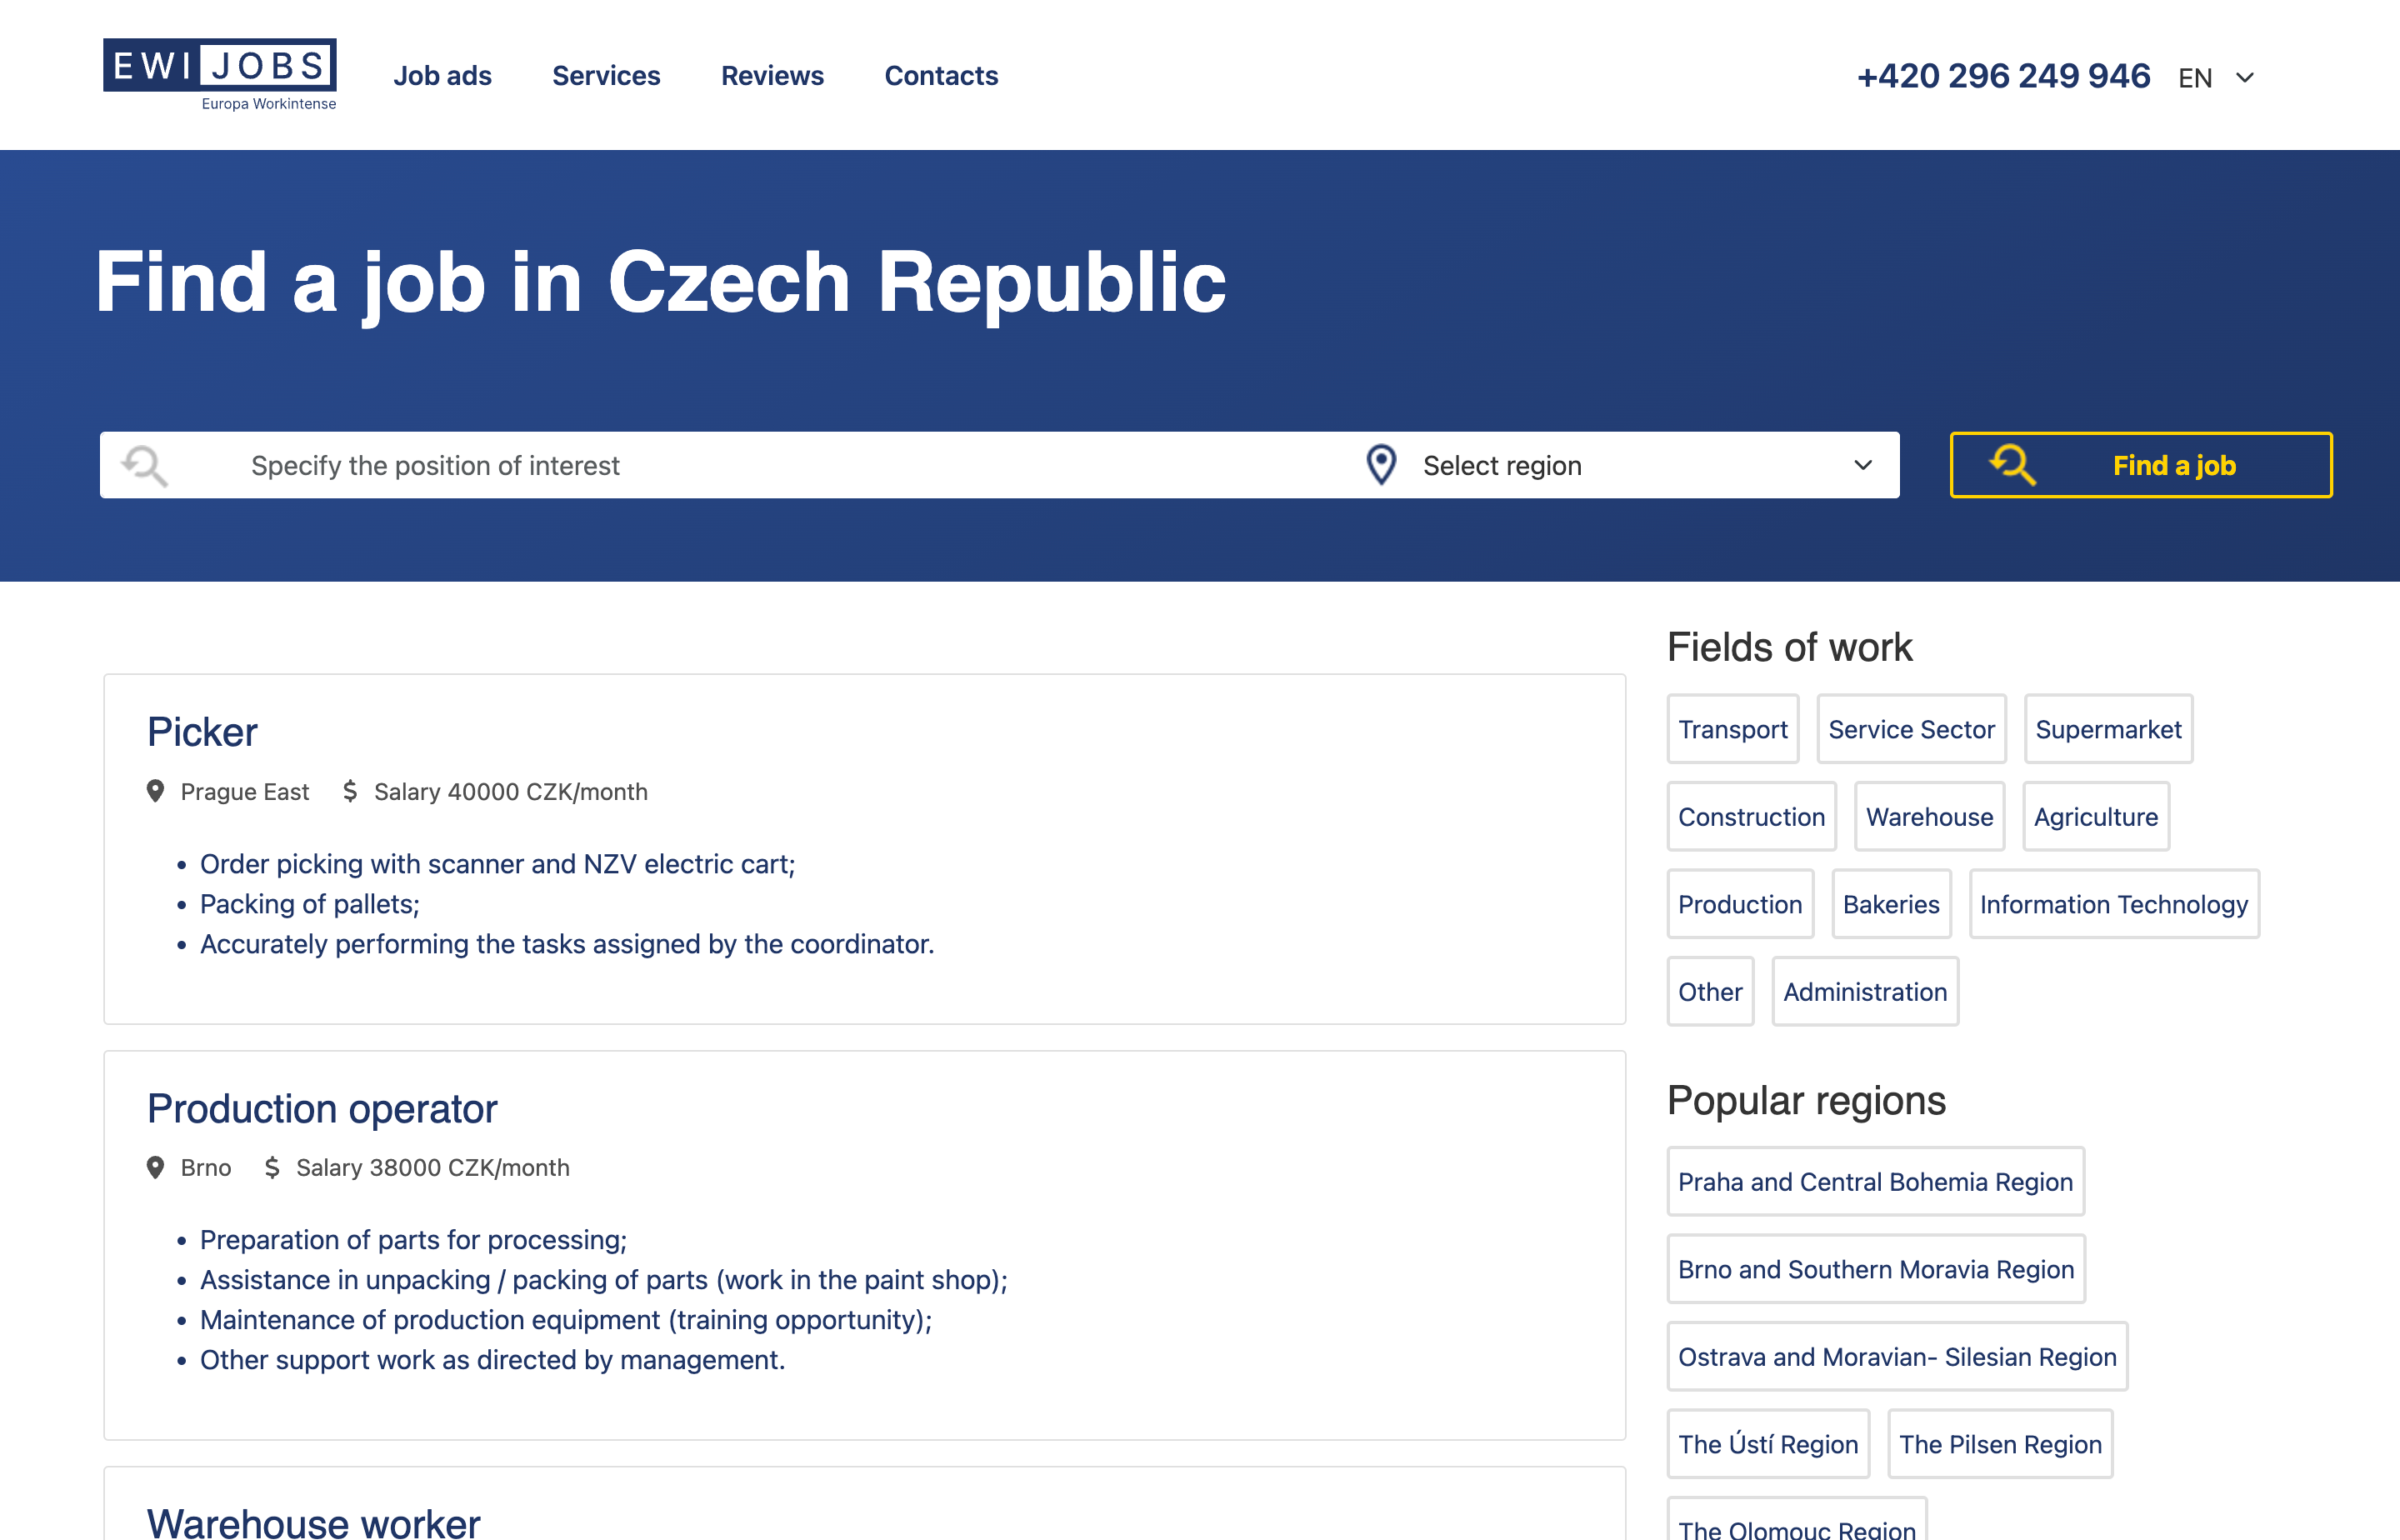 EWI JOBS
Europa Workintense
Job ads
Services
Reviews
Contacts
+420 296 249 946
EN
Find a job in Czech Republic
Specify the position of interest
Select region
Find a job
Picker
Prague East
Salary 40000 CZK/month
Order picking with scanner and NZV electric cart;
Packing of pallets;
Accurately performing the tasks assigned by the coordinator.
Production operator
Brno
Salary 38000 CZK/month
Preparation of parts for processing;
Assistance in unpacking / packing of parts (work in the paint shop);
Maintenance of production equipment (training opportunity);
Other support work as directed by management.
Warehouse worker
Fields of work
Transport
Service Sector
Supermarket
Construction
Warehouse
Agriculture
Production
Bakeries
Information Technology
Other
Administration
Popular regions
Praha and Central Bohemia Region
Brno and Southern Moravia Region
Ostrava and Moravian- Silesian Region
The Ústí Region
The Pilsen Region
The Olomouc Region